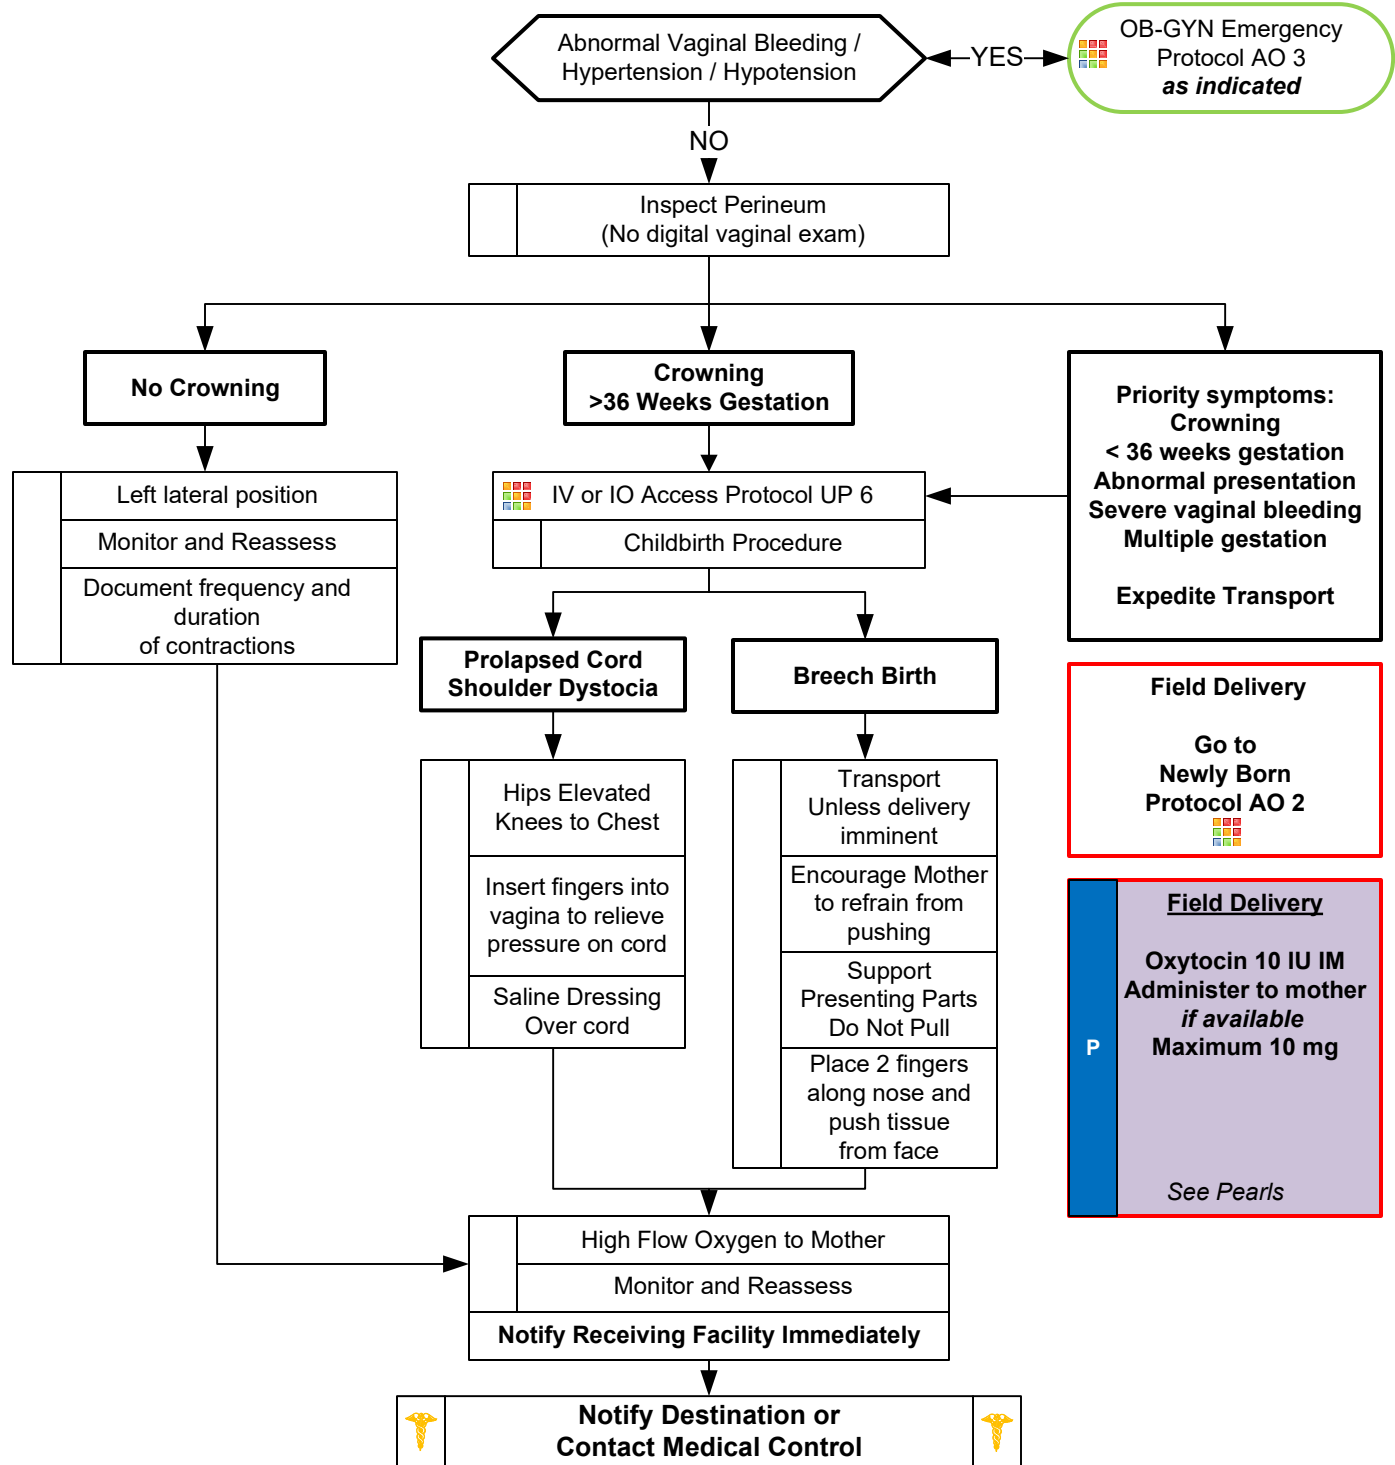 Abnormal Vaginal Bleeding /
Hypertension / Hypotension
YES
OB-GYN Emergency
Protocol AO 3
as indicated
NO
Inspect Perineum
(No digital vaginal exam)
No Crowning
Crowning
>36 Weeks Gestation
Priority symptoms:
Crowning
< 36 weeks gestation
Abnormal presentation
Severe vaginal bleeding
Multiple gestation
Expedite Transport
Left lateral position
Monitor and Reassess
Document frequency and
duration
of contractions
IV or IO Access Protocol UP 6
Childbirth Procedure
Prolapsed Cord
Shoulder Dystocia
Breech Birth
Hips Elevated
Knees to Chest
Insert fingers into
vagina to relieve
pressure on cord
Saline Dressing
Over cord
Transport
Unless delivery
imminent
Encourage Mother
to refrain from
pushing
Support
Presenting Parts
Do Not Pull
Place 2 fingers
along nose and
push tissue
from face
Field Delivery
Go to
Newly Born
Protocol AO 2
P
Field Delivery
Oxytocin 10 IU IM
Administer to mother
if available
Maximum 10 mg
See Pearls
High Flow Oxygen to Mother
Monitor and Reassess
Notify Receiving Facility Immediately
Notify Destination or
Contact Medical Control